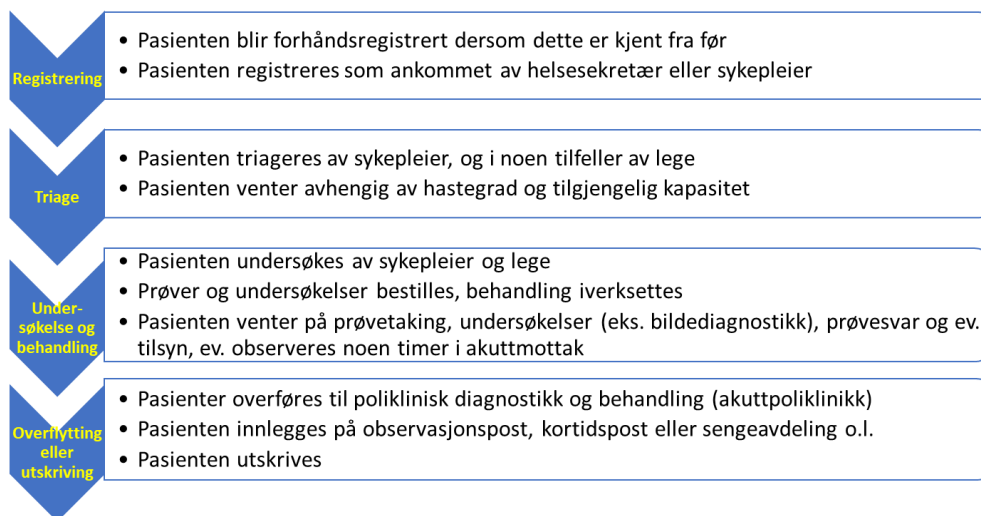 Registrering
• Pasienten blir forhåndsregistrert dersom dette er kjent fra før
• Pasienten registreres som ankommet av helsesekretær eller sykepleier
Triage
• Pasienten triageres av sykepleier, og i noen tilfeller av lege
• Pasienten venter avhengig av hastegrad og tilgjengelig kapasitet
Under-
søkelse og
behandling
• Pasienten undersøkes av sykepleier og lege
• Prøver og undersøkelser bestilles, behandling iverksettes
• Pasienten venter på prøvetaking, undersøkelser (eks. bildediagnostikk), prøvesvar og ev.
tilsyn, ev. observeres noen timer i akuttmottak
Overflytting
eller
utskriving
• Pasienter overføres til poliklinisk diagnostikk og behandling (akuttpoliklinikk)
• Pasienten innlegges på observasjonspost, kortidspost eller sengeavdeling o.l.
• Pasienten utskrives